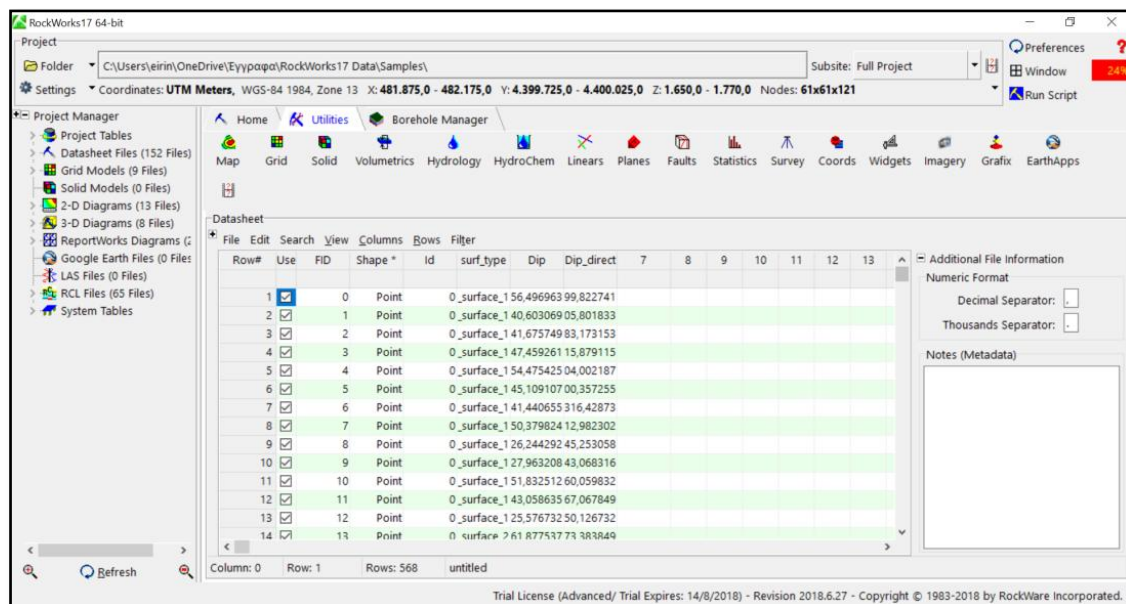 RockWorks17 64-bit
Project
Folder C:\Users\eirin\OneDrive\Έγγραφα\RockWorks17 Data\Samples\ Subsite: Full Project
Preferences ?
Window 24%
Run Script
Settings Coordinates: UTM Meters, WGS-84 1984, Zone 13 X: 481.875,0 - 482.175,0 Y: 4.399.725,0 - 4.400.025,0 Z: 1.650,0 - 1.770,0 Nodes: 61x61x121
Project Manager
Project Tables
Datasheet Files (152 Files)
Grid Models (9 Files)
Solid Models (0 Files)
2-D Diagrams (13 Files)
3-D Diagrams (8 Files)
ReportWorks Diagrams (2
Google Earth Files (0 Files
LAS Files (0 Files)
RCL Files (65 Files)
System Tables
Refresh
Home Utilities Borehole Manager
Map Grid Solid Volumetrics Hydrology HydroChem Linears Planes Faults Statistics Survey Coords Widgets Imagery Grafix EarthApps
Datasheet
File Edit Search View Columns Rows Filter
Row# Use FID Shape * Id surf_type Dip Dip_direct 7 8 9 10 11 12 13
1 0 Point 0 _surface_1 56,496963 99,822741
2 1 Point 0 _surface_1 40,603069 05,801833
3 2 Point 0 _surface_1 41,675749 83,173153
4 3 Point 0 _surface_1 47,459261 15,879115
5 4 Point 0 _surface_1 54,475425 04,002187
6 5 Point 0 _surface_1 45,109107 00,357255
7 6 Point 0 _surface_1 41,440655 316,42873
8 7 Point 0 _surface_1 50,379824 12,982302
9 8 Point 0 _surface_1 26,244292 45,253058
10 9 Point 0 _surface_1 27,963208 43,068316
11 10 Point 0 _surface_1 51,832512 60,059832
12 11 Point 0 _surface_1 43,058635 67,067849
13 12 Point 0 _surface_1 25,576732 50,126732
14 13 Point 0 _surface_2 61,877537 73,383849
Additional File Information
Numeric Format
Decimal Separator: ,
Thousands Separator: .
Notes (Metadata)
Column: 0 Row: 1 Rows: 568 untitled
Trial License (Advanced/ Trial Expires: 14/8/2018) - Revision 2018.6.27 - Copyright © 1983-2018 by RockWare Incorporated.